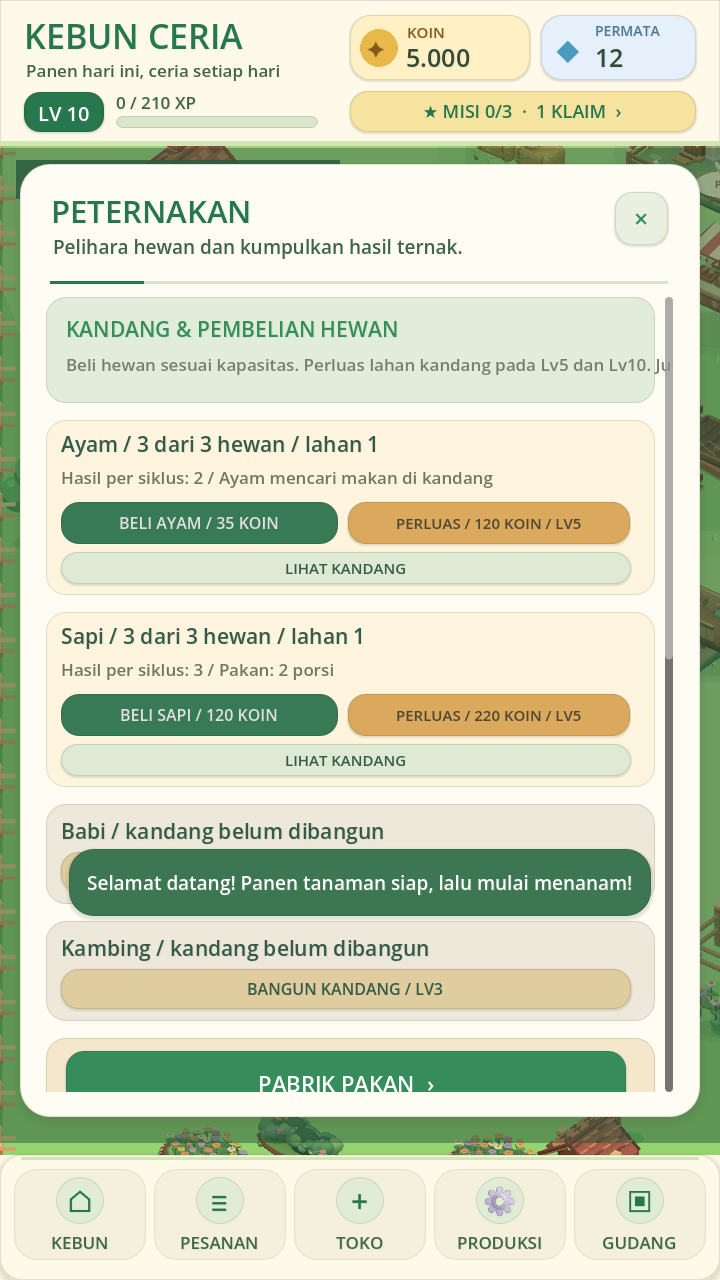 KEBUN CERIA
Panen hari ini, ceria setiap hari
LV 10
0 / 210 XP
KOIN
5.000
PERMATA
12
★ MISI 0/3 · 1 KLAIM ›
PETERNAKAN
Pelihara hewan dan kumpulkan hasil ternak.
×
KANDANG & PEMBELIAN HEWAN
Beli hewan sesuai kapasitas. Perluas lahan kandang pada Lv5 dan Lv10. Ju
Ayam / 3 dari 3 hewan / lahan 1
Hasil per siklus: 2 / Ayam mencari makan di kandang
BELI AYAM / 35 KOIN
PERLUAS / 120 KOIN / LV5
LIHAT KANDANG
Sapi / 3 dari 3 hewan / lahan 1
Hasil per siklus: 3 / Pakan: 2 porsi
BELI SAPI / 120 KOIN
PERLUAS / 220 KOIN / LV5
LIHAT KANDANG
Babi / kandang belum dibangun
Selamat datang! Panen tanaman siap, lalu mulai menanam!
Kambing / kandang belum dibangun
BANGUN KANDANG / LV3
PABRIK PAKAN ›
KEBUN
PESANAN
TOKO
PRODUKSI
GUDANG